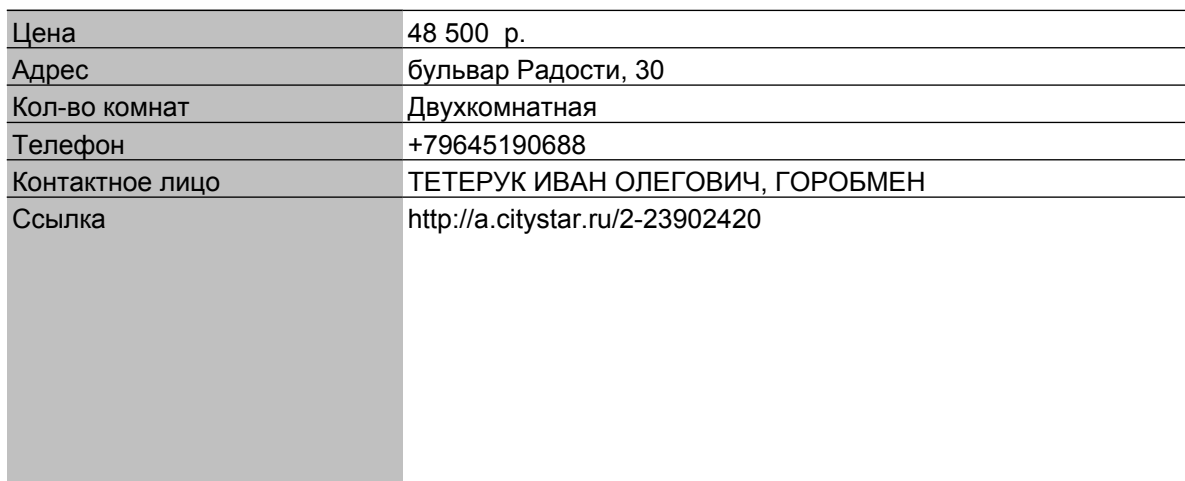 Цена 48 500 р.
Адрес бульвар Радости, 30
Кол-во комнат Двухкомнатная
Телефон +79645190688
Контактное лицо ТЕТЕРУК ИВАН ОЛЕГОВИЧ, ГОРОБМЕН
Ссылка http://a.citystar.ru/2-23902420